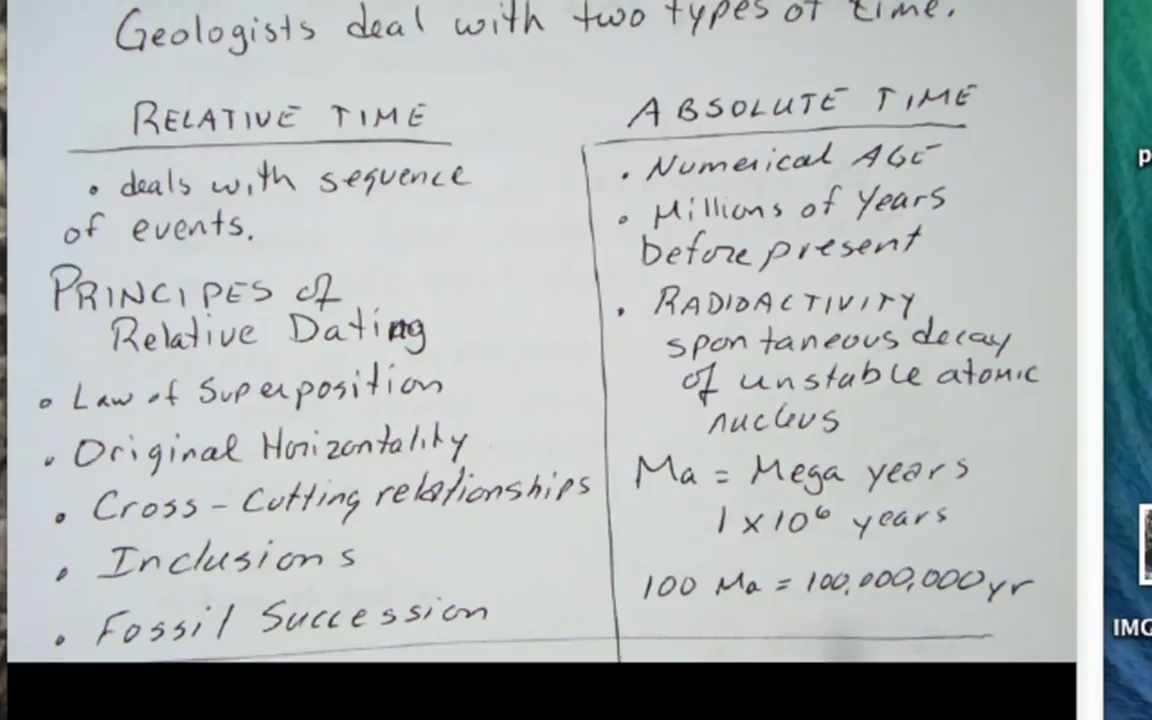 Geologists deal with two types of time.
RELATIVE TIME
• deals with sequence
of events.
PRINCIPES of
Relative Dating
• Law of Superposition
• Original Horizontality
• Cross-Cutting relationships
• Inclusions
• Fossil Succession
ABSOLUTE TIME
• Numerical AGE
• Millions of Years
before present
• RADIOACTIVITY
spontaneous decay
of unstable atomic
nucleus
Ma = Mega years
1 x 10⁶ years
100 Ma = 100,000,000 yr
p
IMG